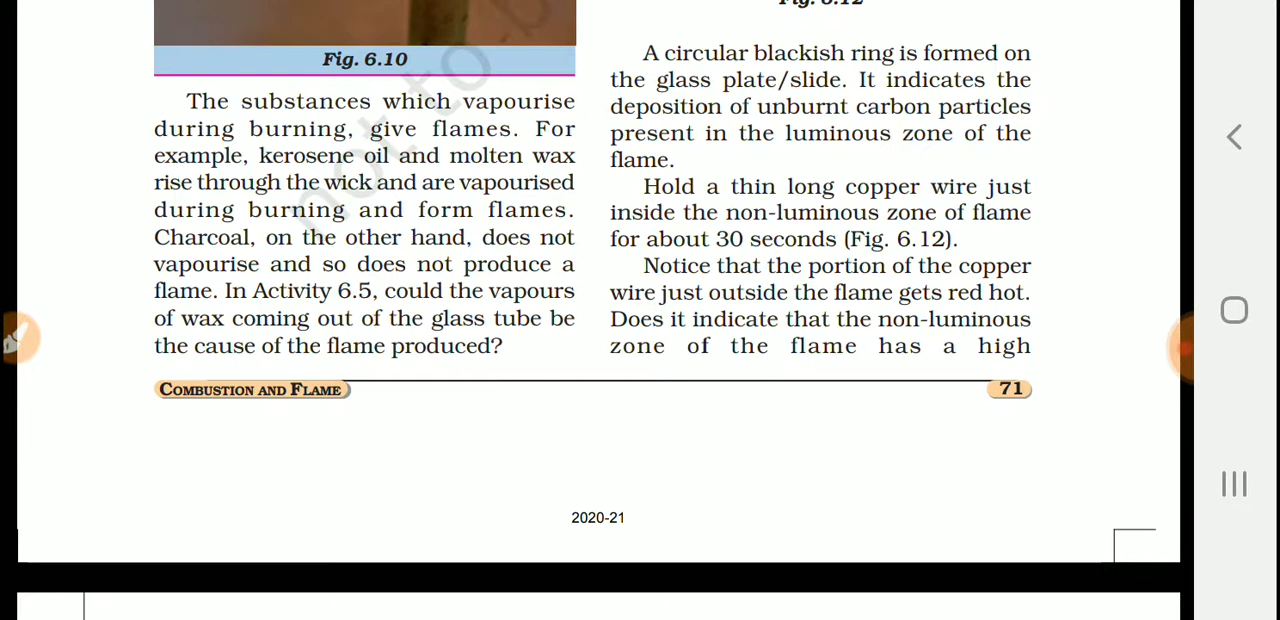 Fig. 6.10
The substances which vapourise
during burning, give flames. For
example, kerosene oil and molten wax
rise through the wick and are vapourised
during burning and form flames.
Charcoal, on the other hand, does not
vapourise and so does not produce a
flame. In Activity 6.5, could the vapours
of wax coming out of the glass tube be
the cause of the flame produced?
Fig. 6.12
A circular blackish ring is formed on
the glass plate/slide. It indicates the
deposition of unburnt carbon particles
present in the luminous zone of the
flame.
Hold a thin long copper wire just
inside the non-luminous zone of flame
for about 30 seconds (Fig. 6.12).
Notice that the portion of the copper
wire just outside the flame gets red hot.
Does it indicate that the non-luminous
zone of the flame has a high
COMBUSTION AND FLAME
71
2020-21
not to b